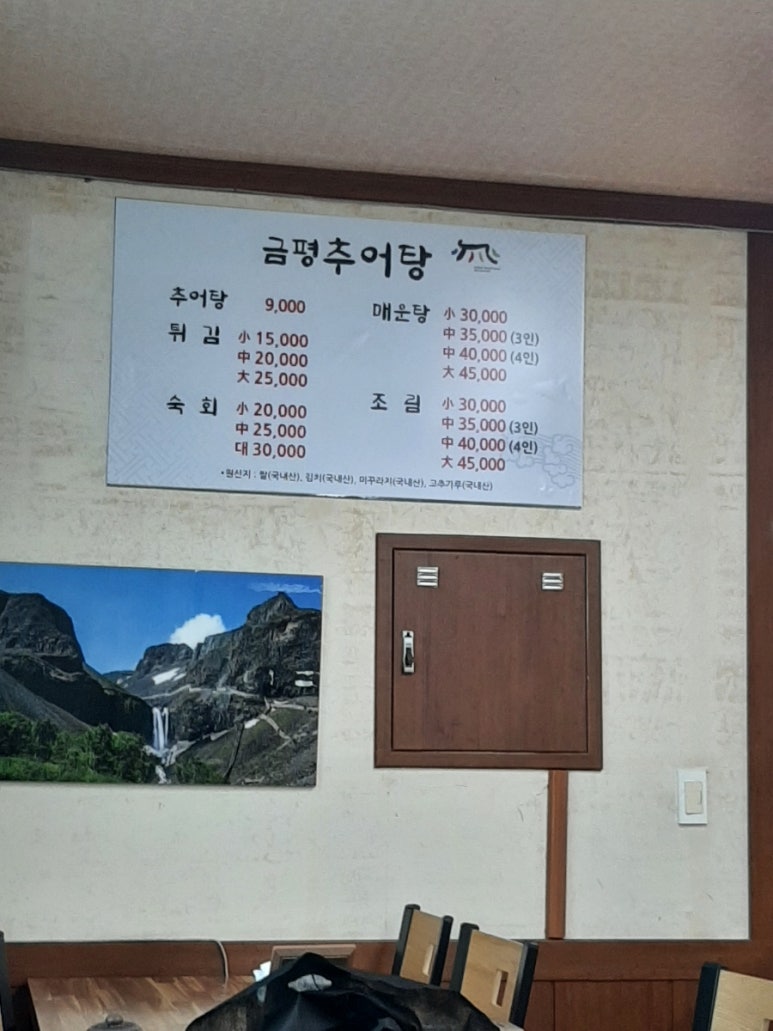 금평추어탕
추어탕 9,000
튀 김 小 15,000
中 20,000
大 25,000
숙 회 小 20,000
中 25,000
대 30,000
매운탕 小 30,000
中 35,000 (3인)
中 40,000 (4인)
大 45,000
조 림 小 30,000
中 35,000 (3인)
中 40,000 (4인)
大 45,000
•원산지 : 쌀(국내산), 김치(국내산), 미꾸라지(국내산), 고추가루(국내산)